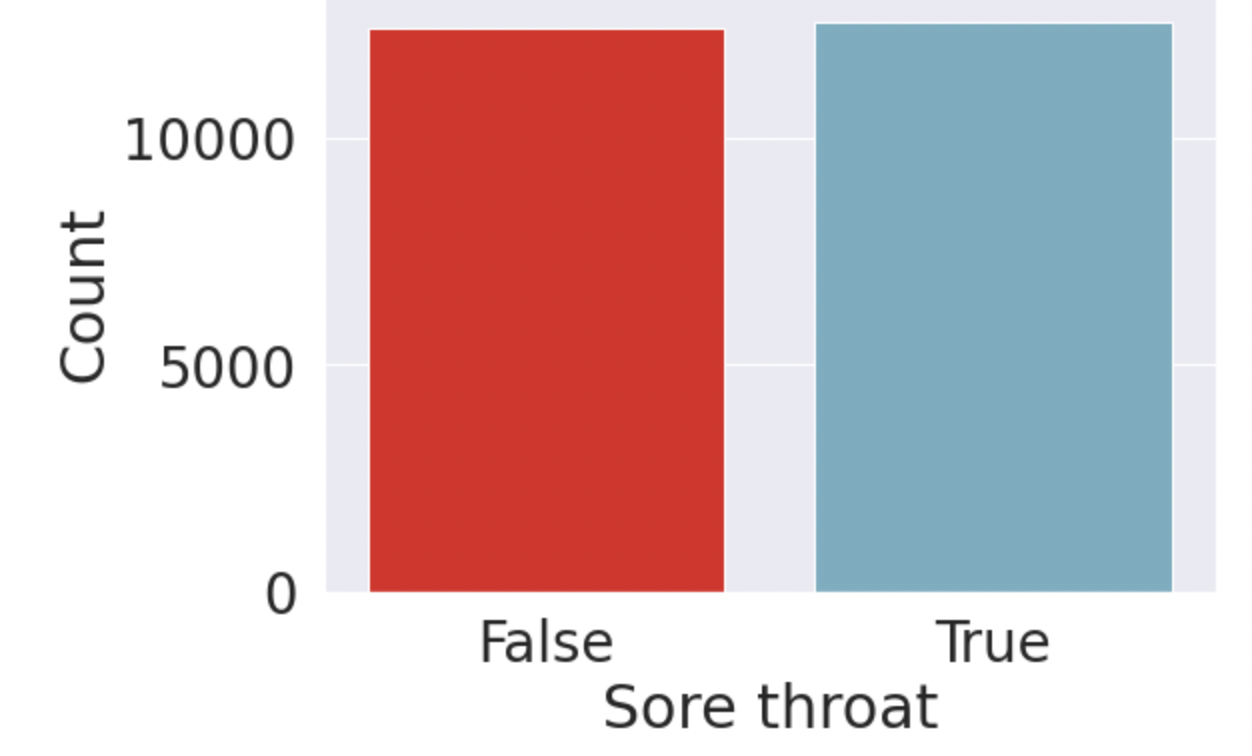 10000
5000
0
Count
False True
Sore throat